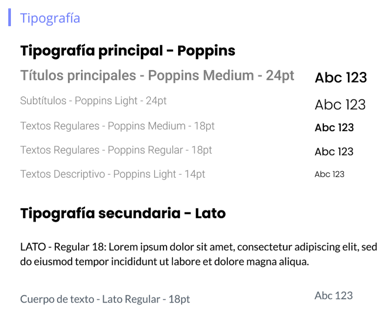 Tipografía
Tipografía principal - Poppins
Títulos principales - Poppins Medium - 24pt Abc 123
Subtítulos - Poppins Light - 24pt Abc 123
Textos Regulares - Poppins Medium - 18pt Abc 123
Textos Regulares - Poppins Regular - 18pt Abc 123
Textos Descriptivo - Poppins Light - 14pt Abc 123
Tipografía secundaria - Lato
LATO - Regular 18: Lorem ipsum dolor sit amet, consectetur adipiscing elit, sed
do eiusmod tempor incididunt ut labore et dolore magna aliqua.
Cuerpo de texto - Lato Regular - 18pt Abc 123